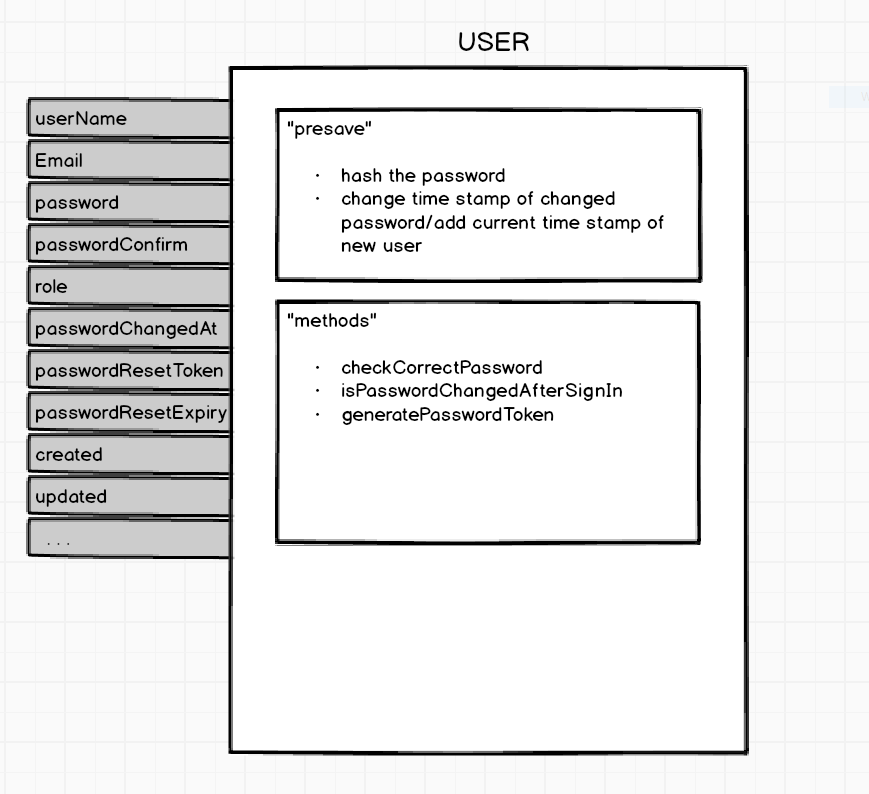 USER
userName
Email
password
passwordConfirm
role
passwordChangedAt
passwordResetToken
passwordResetExpiry
created
updated
...
"presave"
· hash the password
· change time stamp of changed
password/add current time stamp of
new user
"methods"
· checkCorrectPassword
· isPasswordChangedAfterSignIn
· generatePasswordToken